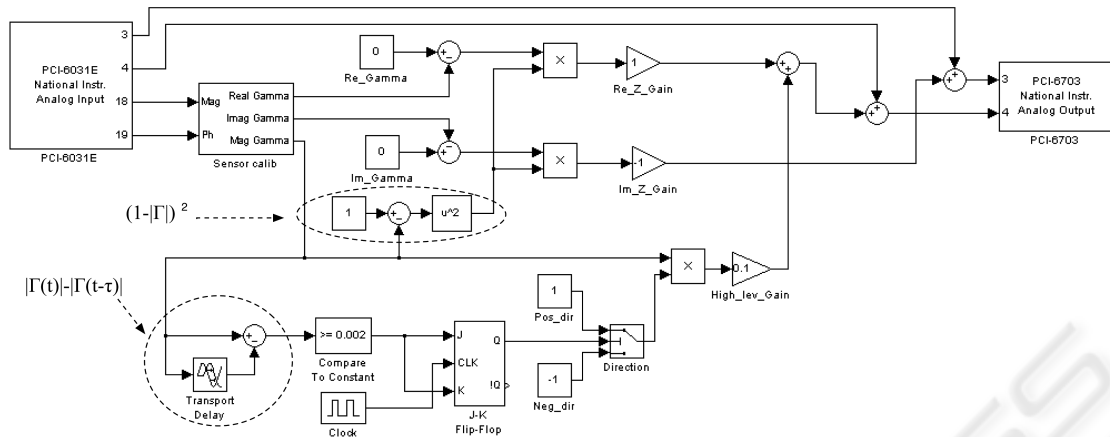 PCI-6031E
National Instr.
Analog Input
3
4
18
19
PCI-6031E
Mag
Ph
Real Gamma
Imag Gamma
Mag Gamma
Sensor calib
0
Re_Gamma
0
Im_Gamma
×
×
1
Re_Z_Gain
-1
Im_Z_Gain
3
4
PCI-6703
National Instr.
Analog Output
PCI-6703
(1-|Γ|) ²
1
u^2
×
0.1
High_lev_Gain
|Γ(t)|-|Γ(t-τ)|
Transport
Delay
>= 0.002
Compare
To Constant
Clock
J
CLK
K
Q
!Q
J-K
Flip-Flop
1
Pos_dir
-1
Neg_dir
Direction